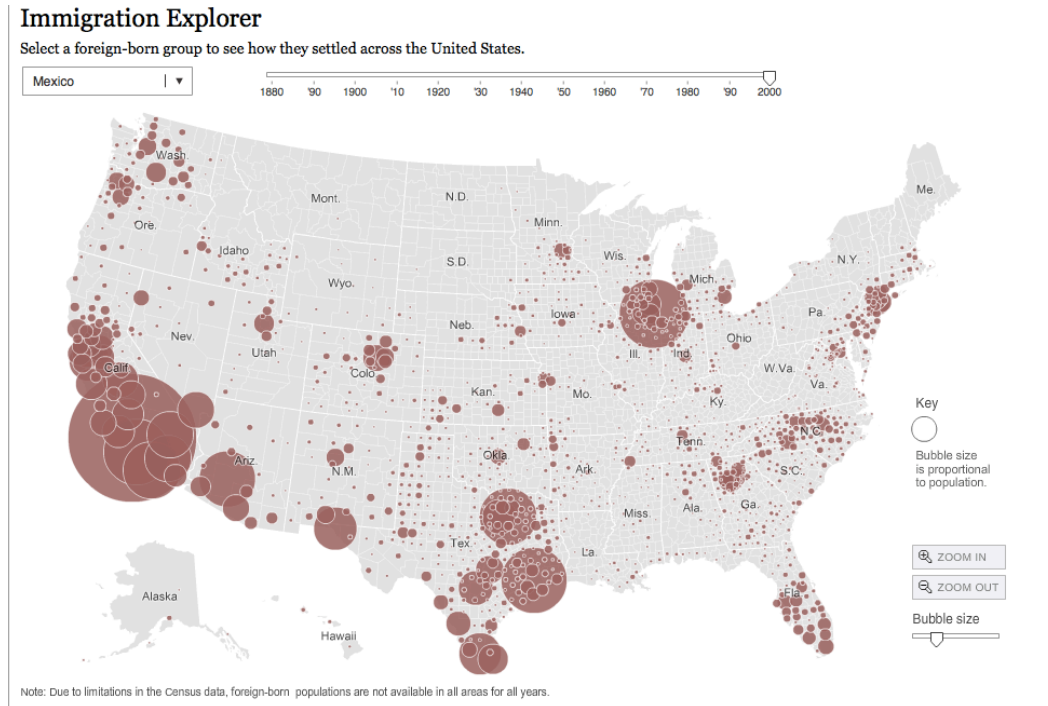 Immigration Explorer
Select a foreign-born group to see how they settled across the United States.
Mexico
1880 '90 1900 '10 1920 '30 1940 '50 1960 '70 1980 '90 2000
Wash.
Mont.
N.D.
Minn.
Me.
Ore.
Idaho
S.D.
Wis.
Mich.
N.Y.
Wyo.
Neb.
Iowa
Pa.
Nev.
Utah
Colo.
Ill.
Ind.
Ohio
W.Va.
Calif.
Kan.
Mo.
Ky.
Va.
Ariz.
N.M.
Okla.
Ark.
Tenn.
N.C.
S.C.
Tex.
La.
Miss.
Ala.
Ga.
Fla.
Alaska
Hawaii
Key
Bubble size
is proportional
to population.
ZOOM IN
ZOOM OUT
Bubble size
Note: Due to limitations in the Census data, foreign-born populations are not available in all areas for all years.